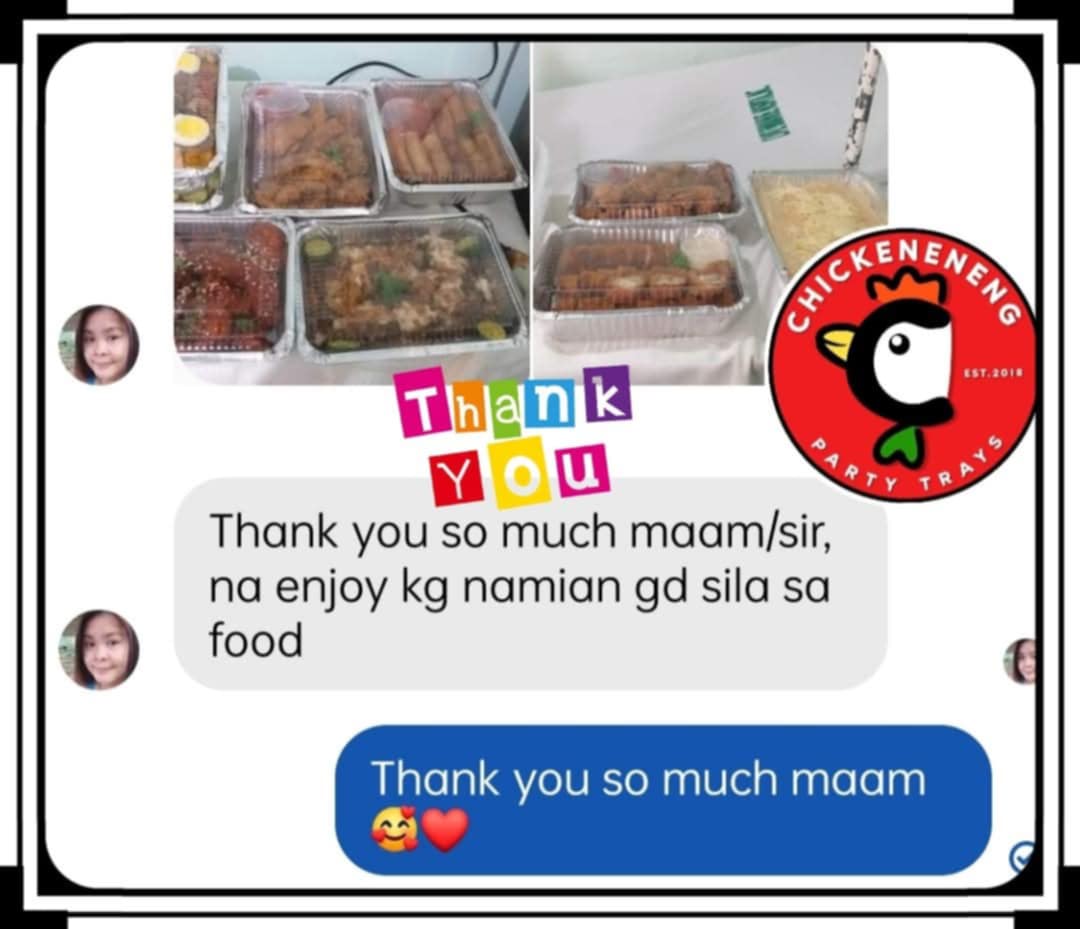 CHICKENENENG
EST.2018
PARTY TRAYS
Thank
You
Thank you so much maam/sir,
na enjoy kg namian gd sila sa
food
Thank you so much maam
🥰❤️